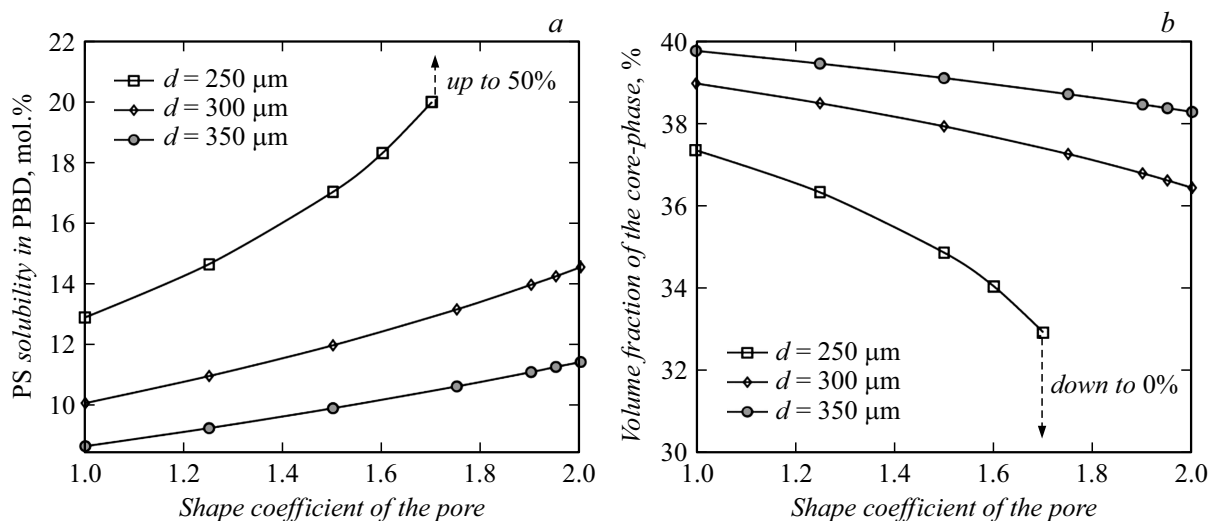 a
22
20
18
16
14
12
10
PS solubility in PBD, mol.%
d = 250 μm
d = 300 μm
d = 350 μm
up to 50%
1.0 1.2 1.4 1.6 1.8 2.0
Shape coefficient of the pore
b
40
38
36
34
32
30
Volume fraction of the core-phase, %
d = 250 μm
d = 300 μm
d = 350 μm
down to 0%
1.0 1.2 1.4 1.6 1.8 2.0
Shape coefficient of the pore